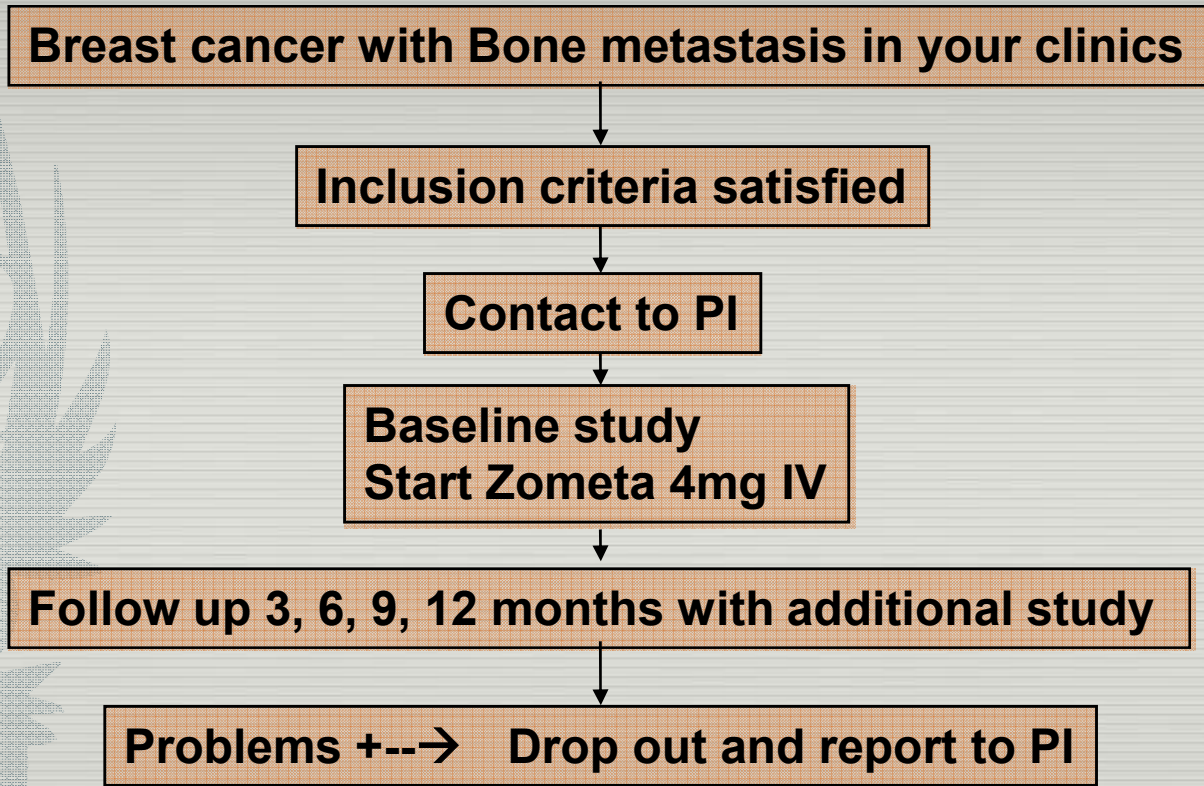 Breast cancer with Bone metastasis in your clinics
Inclusion criteria satisfied
Contact to PI
Baseline study
Start Zometa 4mg IV
Follow up 3, 6, 9, 12 months with additional study
Problems +--→ Drop out and report to PI